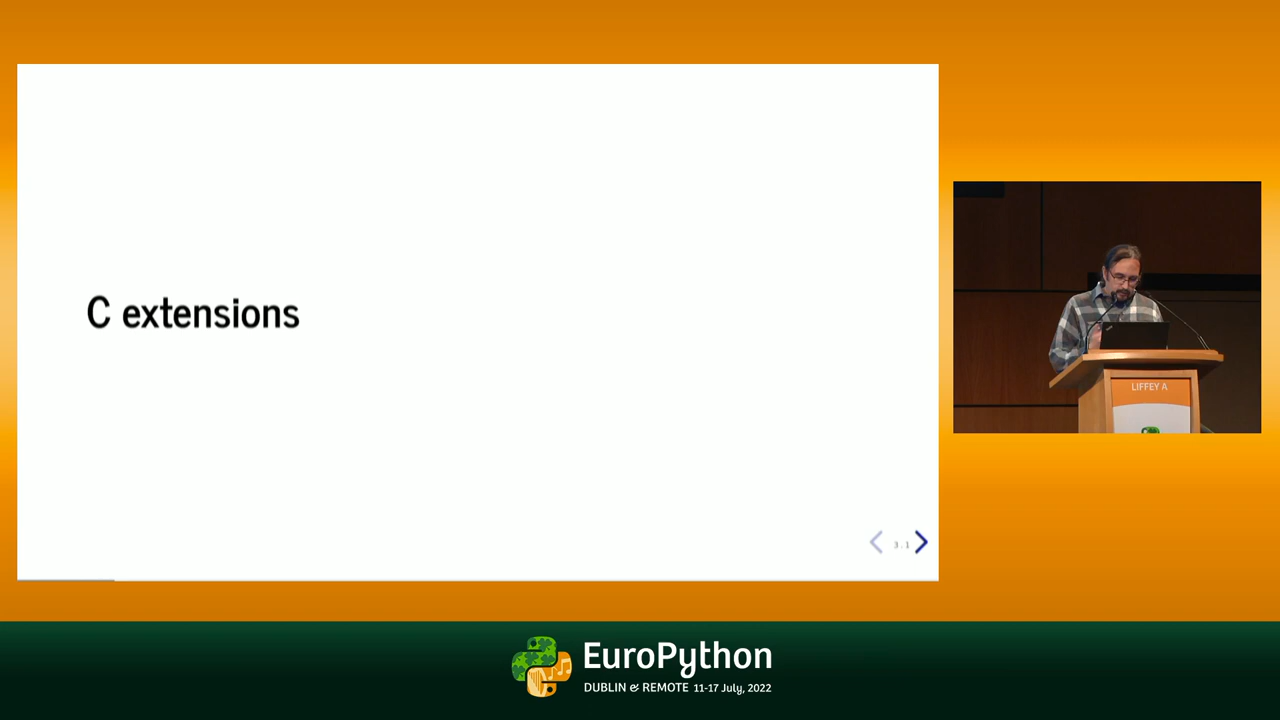 C extensions
LIFFEY A
3.1
EuroPython
DUBLIN & REMOTE 11-17 July, 2022